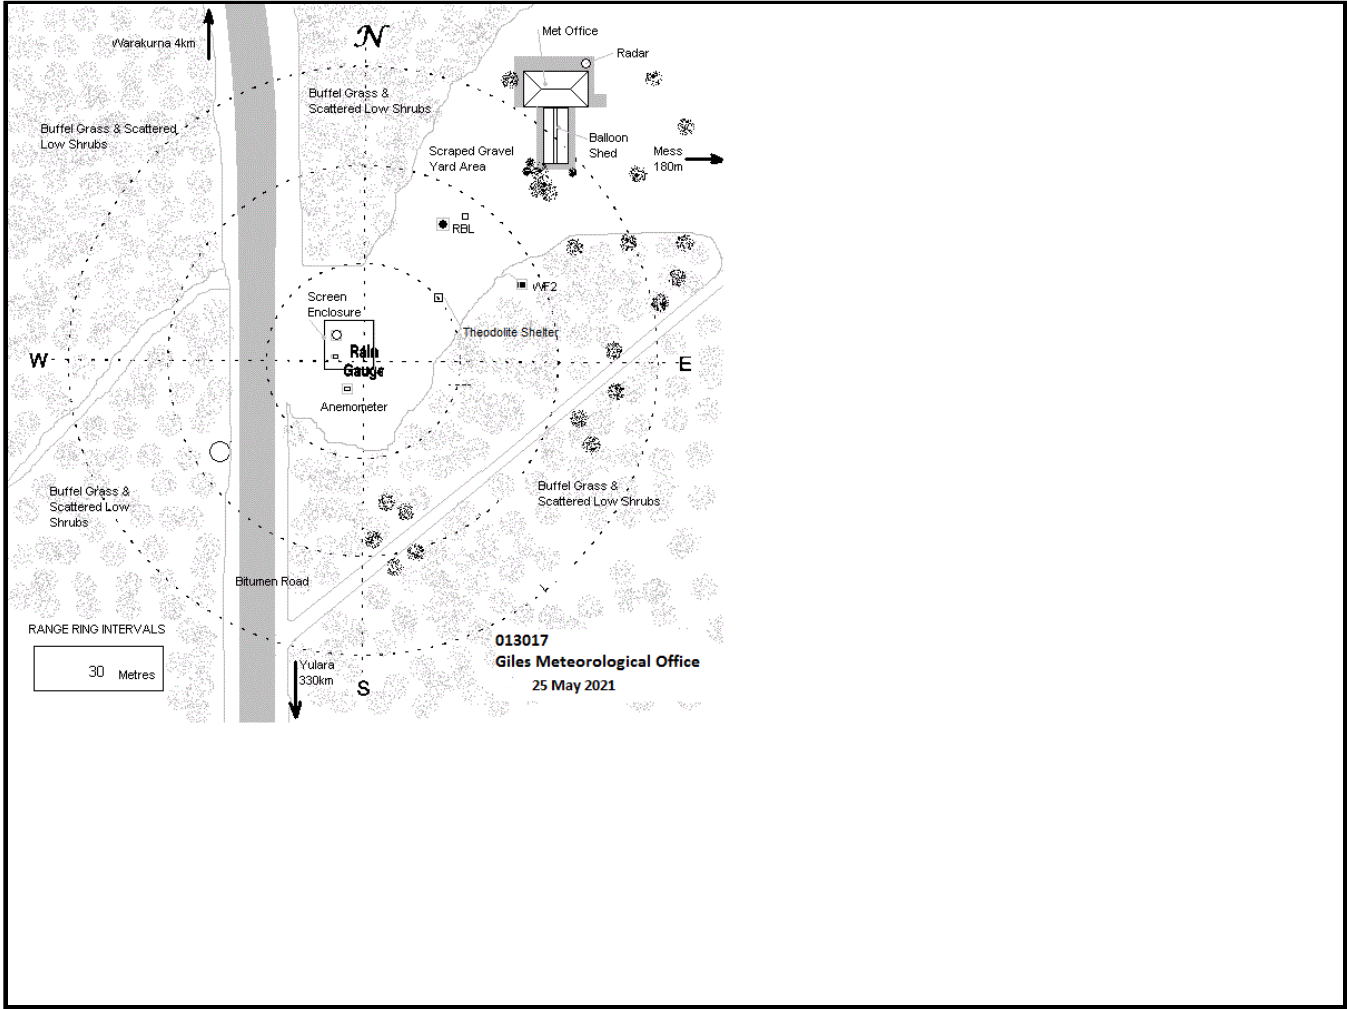 N
Met Office
Radar
Warakurna 4km
Buffel Grass &
Scattered Low Shrubs
Buffel Grass & Scattered
Low Shrubs
Balloon
Shed
Scraped Gravel
Yard Area
Mess
180m
RBL
WF2
Screen
Enclosure
Theodolite Shelter
Rain
Gauge
W
E
Anemometer
Buffel Grass &
Scattered Low
Shrubs
Buffel Grass &
Scattered Low Shrubs
Bitumen Road
RANGE RING INTERVALS
30 Metres
013017
Giles Meteorological Office
25 May 2021
Yulara
330km
S